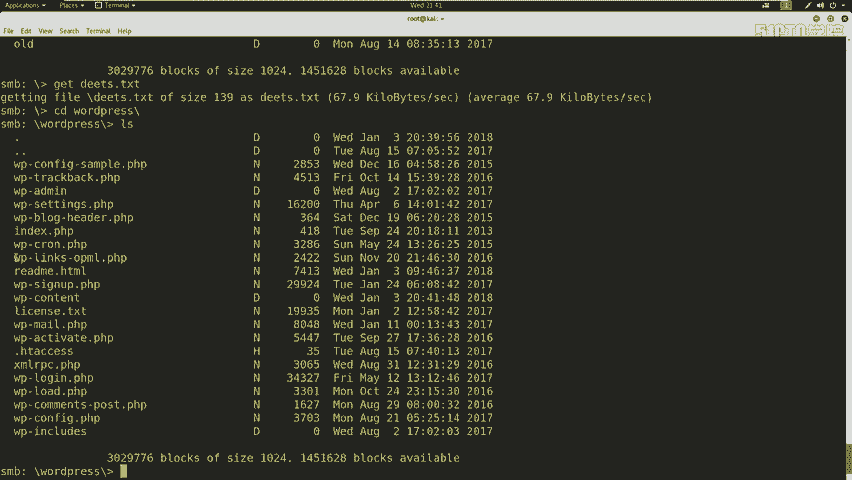 Applications Places Terminal Wed 21:41 1
root@kali: ~
File Edit View Search Terminal Help
old D 0 Mon Aug 14 08:35:13 2017
3029776 blocks of size 1024. 1451628 blocks available
smb: \> get deets.txt
getting file \deets.txt of size 139 as deets.txt (67.9 KiloBytes/sec) (average 67.9 KiloBytes/sec)
smb: \> cd wordpress\
smb: \wordpress\> ls
. D 0 Wed Jan 3 20:39:56 2018
.. D 0 Tue Aug 15 07:05:52 2017
wp-config-sample.php N 2853 Wed Dec 16 04:58:26 2015
wp-trackback.php N 4513 Fri Oct 14 15:39:28 2016
wp-admin D 0 Wed Aug 2 17:02:02 2017
wp-settings.php N 16200 Thu Apr 6 14:01:42 2017
wp-blog-header.php N 364 Sat Dec 19 06:20:28 2015
index.php N 418 Tue Sep 24 20:18:11 2013
wp-cron.php N 3286 Sun May 24 13:26:25 2015
wp-links-opml.php N 2422 Sun Nov 20 21:46:30 2016
readme.html N 7413 Wed Jan 3 09:46:37 2018
wp-signup.php N 29924 Tue Jan 24 06:08:42 2017
wp-content D 0 Wed Jan 3 20:41:48 2018
license.txt N 19935 Mon Jan 2 12:58:42 2017
wp-mail.php N 8048 Wed Jan 11 00:13:43 2017
wp-activate.php N 5447 Tue Sep 27 17:36:28 2016
.htaccess H 35 Tue Aug 15 07:40:13 2017
xmlrpc.php N 3065 Wed Aug 31 12:31:29 2016
wp-login.php N 34327 Fri May 12 13:12:46 2017
wp-load.php N 3301 Mon Oct 24 23:15:30 2016
wp-comments-post.php N 1627 Mon Aug 29 08:00:32 2016
wp-config.php N 3703 Mon Aug 21 05:25:14 2017
wp-includes D 0 Wed Aug 2 17:02:03 2017
3029776 blocks of size 1024. 1451628 blocks available
smb: \wordpress\>